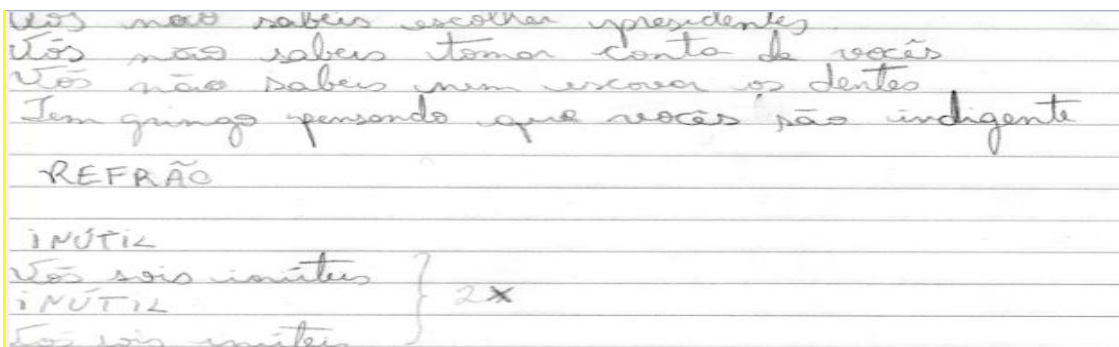 Vós não sabeis escolher presidentes
Vós não sabeis tomar conta de vocês
Vós não sabeis nem escovar os dentes
Tem gringo pensando que vocês são indigente
REFRÃO
INÚTIL
Vós sois inúteis
INÚTIL 2X
Vós sois inúteis